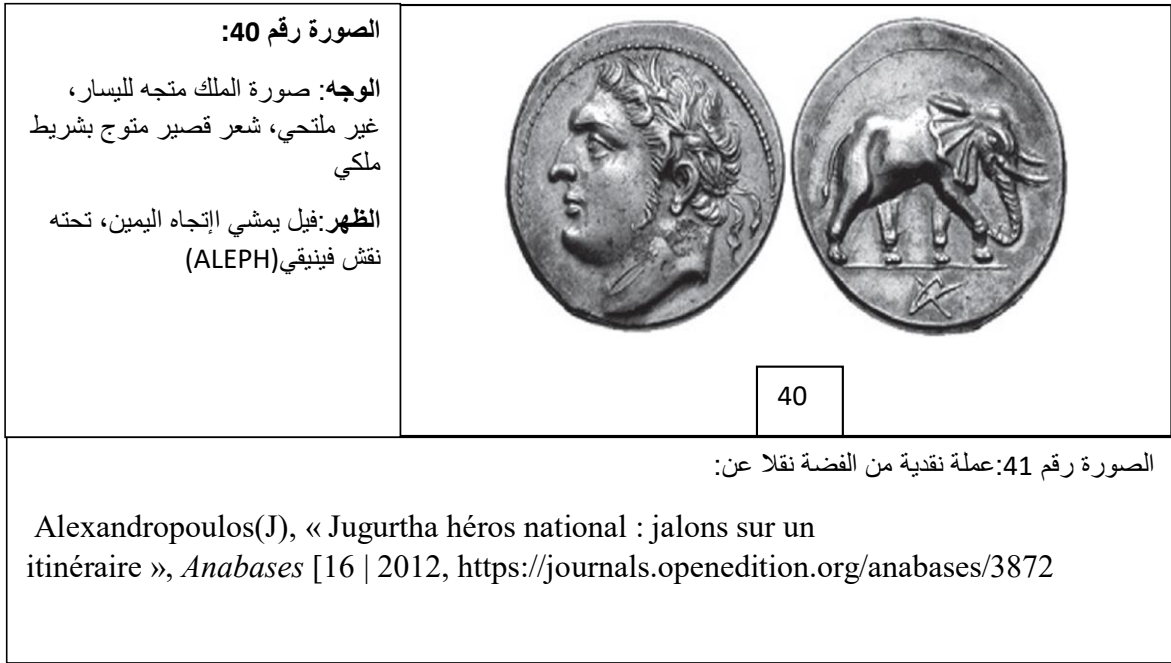 الصورة رقم 40:
الوجه: صورة الملك متجه لليسار،
غير ملتحي، شعر قصير متوج بشريط
ملكي
الظهر:فيل يمشي اإتجاه اليمين، تحته
نقش فينيقي(ALEPH)
40
الصورة رقم 41:عملة نقدية من الفضة نقلا عن:
Alexandropoulos(J), « Jugurtha héros national : jalons sur un
itinéraire », Anabases [16 | 2012, https://journals.openedition.org/anabases/3872